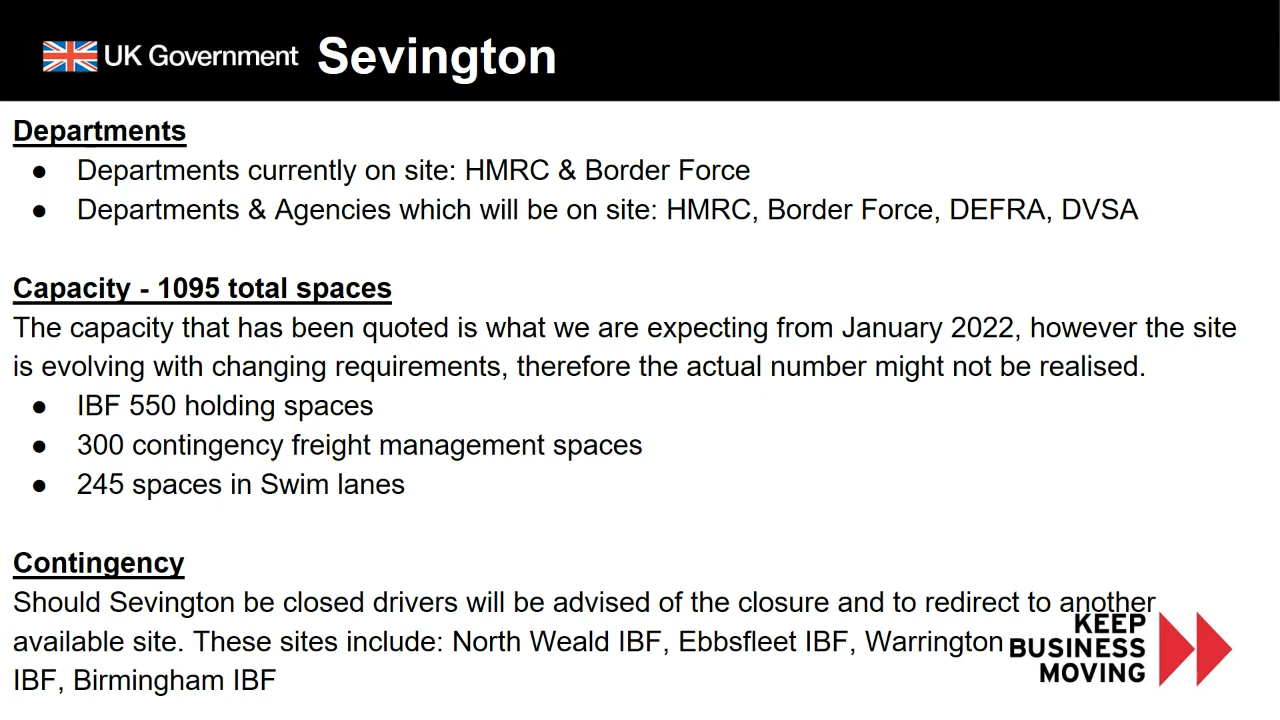 UK Government Sevington
Departments
● Departments currently on site: HMRC & Border Force
● Departments & Agencies which will be on site: HMRC, Border Force, DEFRA, DVSA
Capacity - 1095 total spaces
The capacity that has been quoted is what we are expecting from January 2022, however the site
is evolving with changing requirements, therefore the actual number might not be realised.
● IBF 550 holding spaces
● 300 contingency freight management spaces
● 245 spaces in Swim lanes
Contingency
Should Sevington be closed drivers will be advised of the closure and to redirect to another
available site. These sites include: North Weald IBF, Ebbsfleet IBF, Warrington
IBF, Birmingham IBF
KEEP
BUSINESS
MOVING